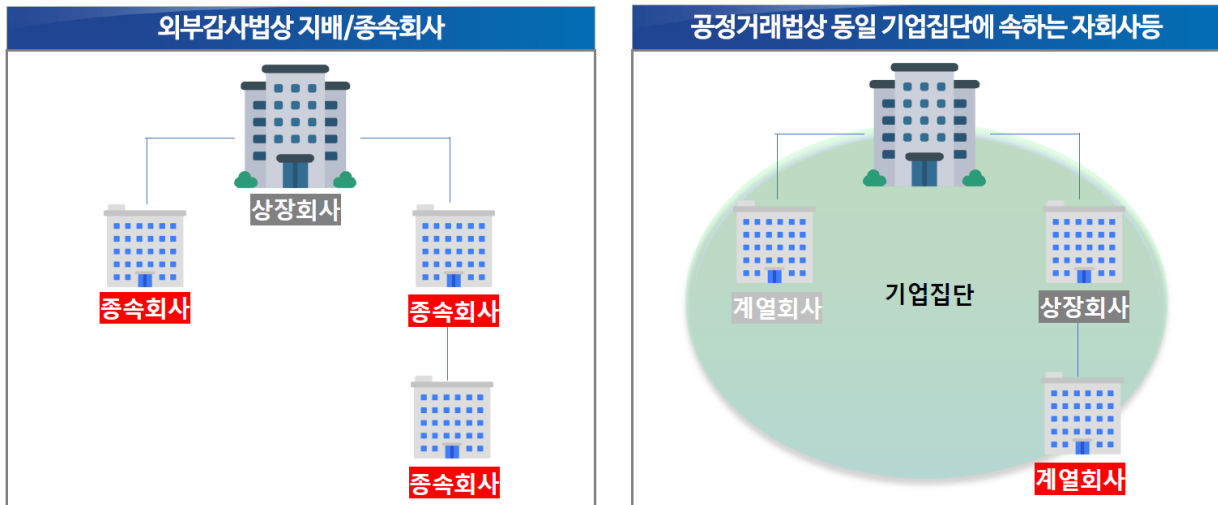 외부감사법상 지배/종속회사
상장회사
종속회사
종속회사
종속회사
공정거래법상 동일 기업집단에 속하는 자회사등
기업집단
계열회사
상장회사
계열회사